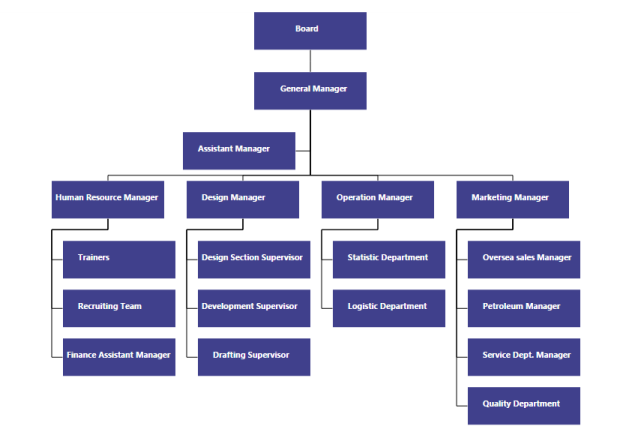 Board
General Manager
Assistant Manager
Human Resource Manager
Design Manager
Operation Manager
Marketing Manager
Trainers
Design Section Supervisor
Statistic Department
Oversea sales Manager
Recruiting Team
Development Supervisor
Logistic Department
Petroleum Manager
Finance Assistant Manager
Drafting Supervisor
Service Dept. Manager
Quality Department